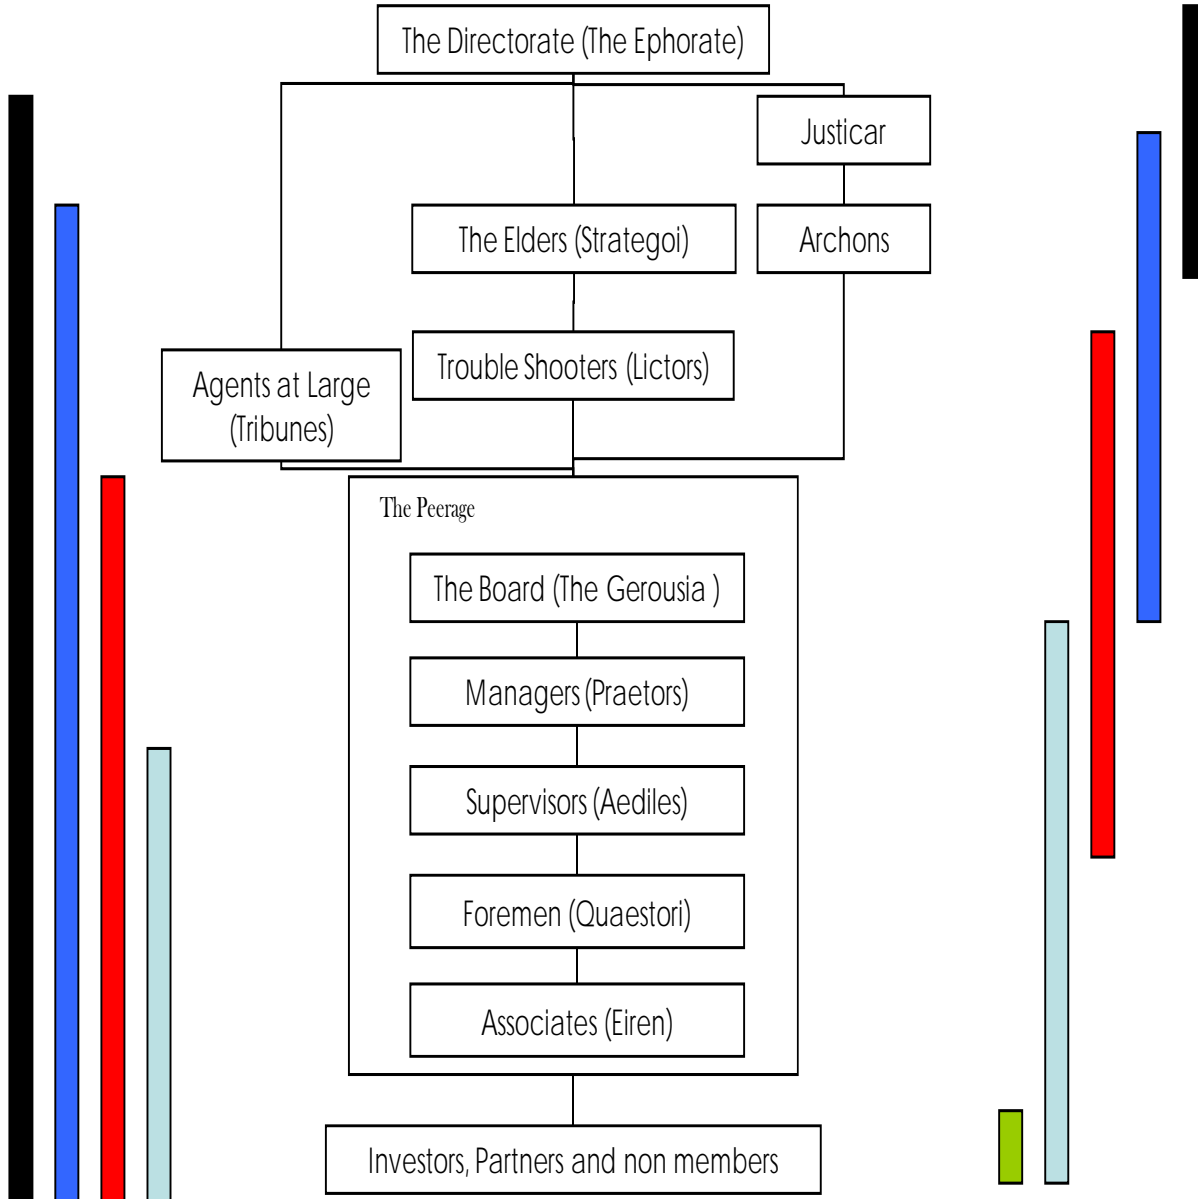 The Directorate (The Ephorate)
Justicar
The Elders (Strategoi)
Archons
Trouble Shooters (Lictors)
Agents at Large
(Tribunes)
The Peerage
The Board (The Gerousia )
Managers (Praetors)
Supervisors (Aediles)
Foremen (Quaestori)
Associates (Eiren)
Investors, Partners and non members